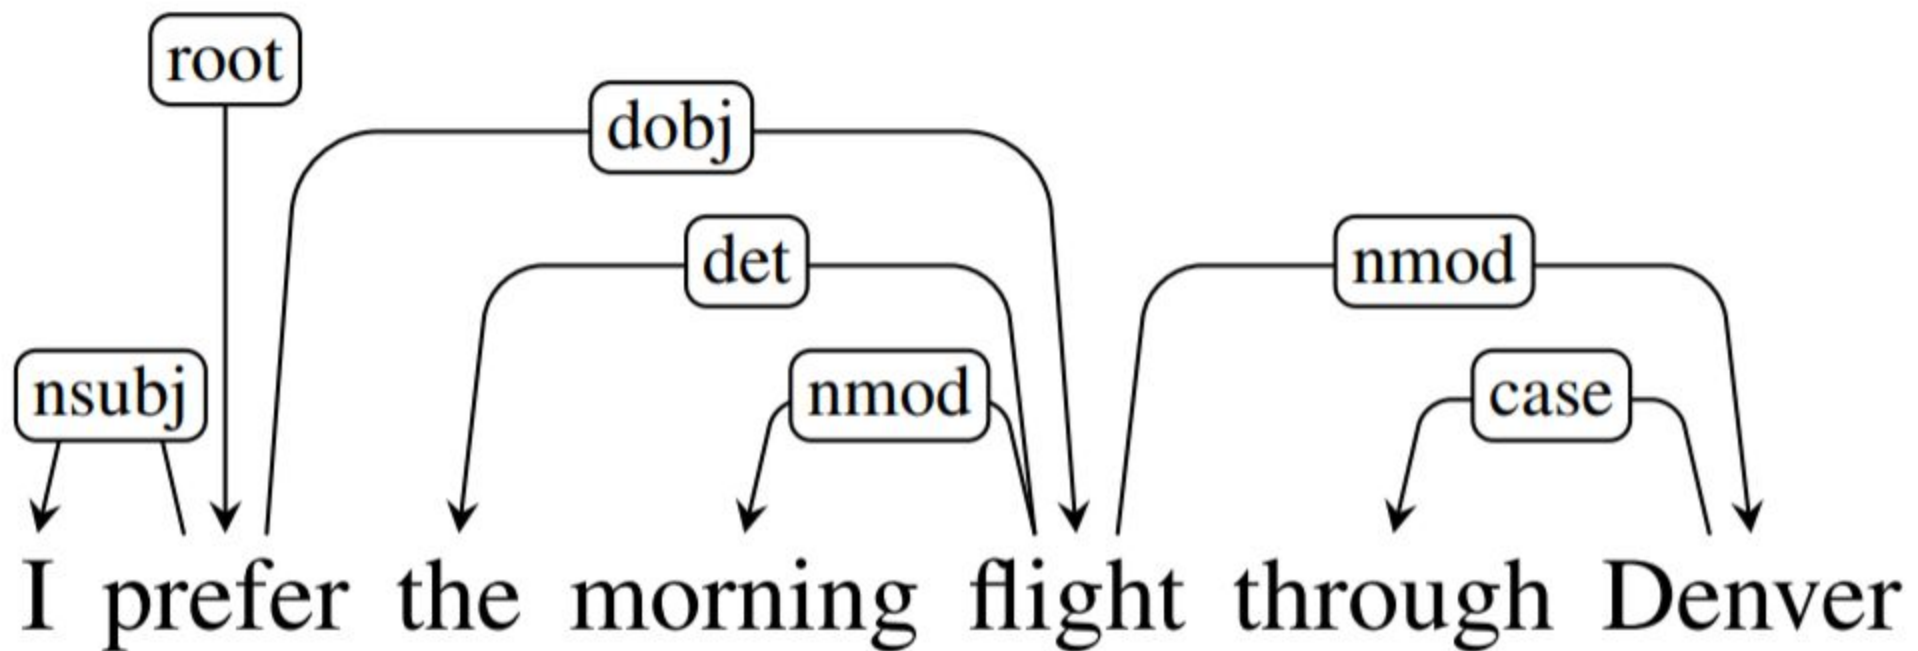 root
dobj
det nmod
nsubj nmod case
I prefer the morning flight through Denver